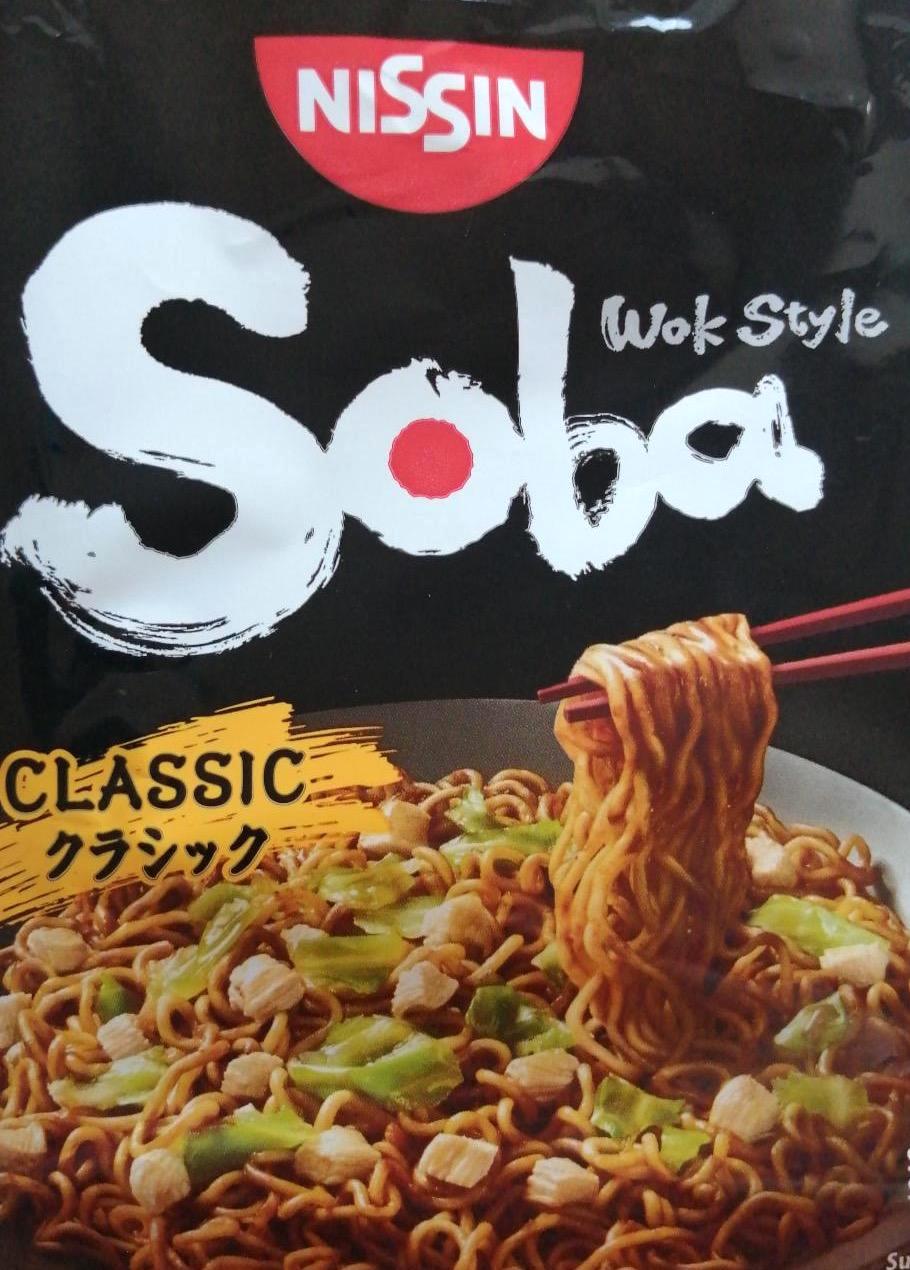 NISSIN
Soba
Wok Style
CLASSIC
クラシック